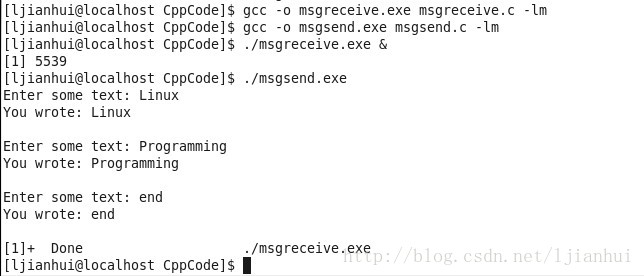 [ljianhui@localhost CppCode]$ gcc -o msgreceive.exe msgreceive.c -lm
[ljianhui@localhost CppCode]$ gcc -o msgsend.exe msgsend.c -lm
[ljianhui@localhost CppCode]$ ./msgreceive.exe &
[1] 5539
[ljianhui@localhost CppCode]$ ./msgsend.exe
Enter some text: Linux
You wrote: Linux
Enter some text: Programming
You wrote: Programming
Enter some text: end
You wrote: end
[1]+  Done                    ./msgreceive.exe
[ljianhui@localhost CppCode]$
http://blog.csdn.net/ljianhui